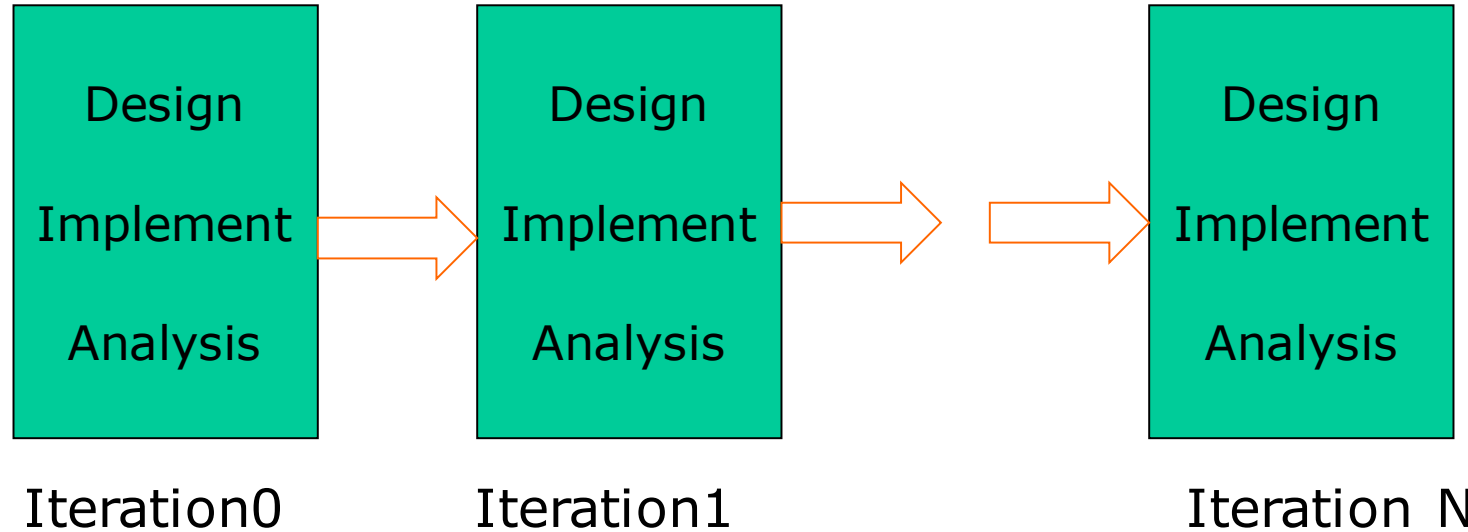 Design
Implement
Analysis
Iteration0
Design
Implement
Analysis
Iteration1
Design
Implement
Analysis
Iteration N